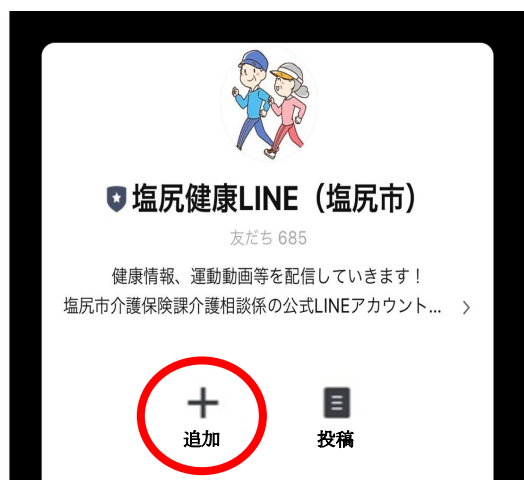 塩尻健康LINE（塩尻市）
友だち 685
健康情報、運動動画等を配信していきます！
塩尻市介護保険課介護相談係の公式LINEアカウント...
追加 投稿